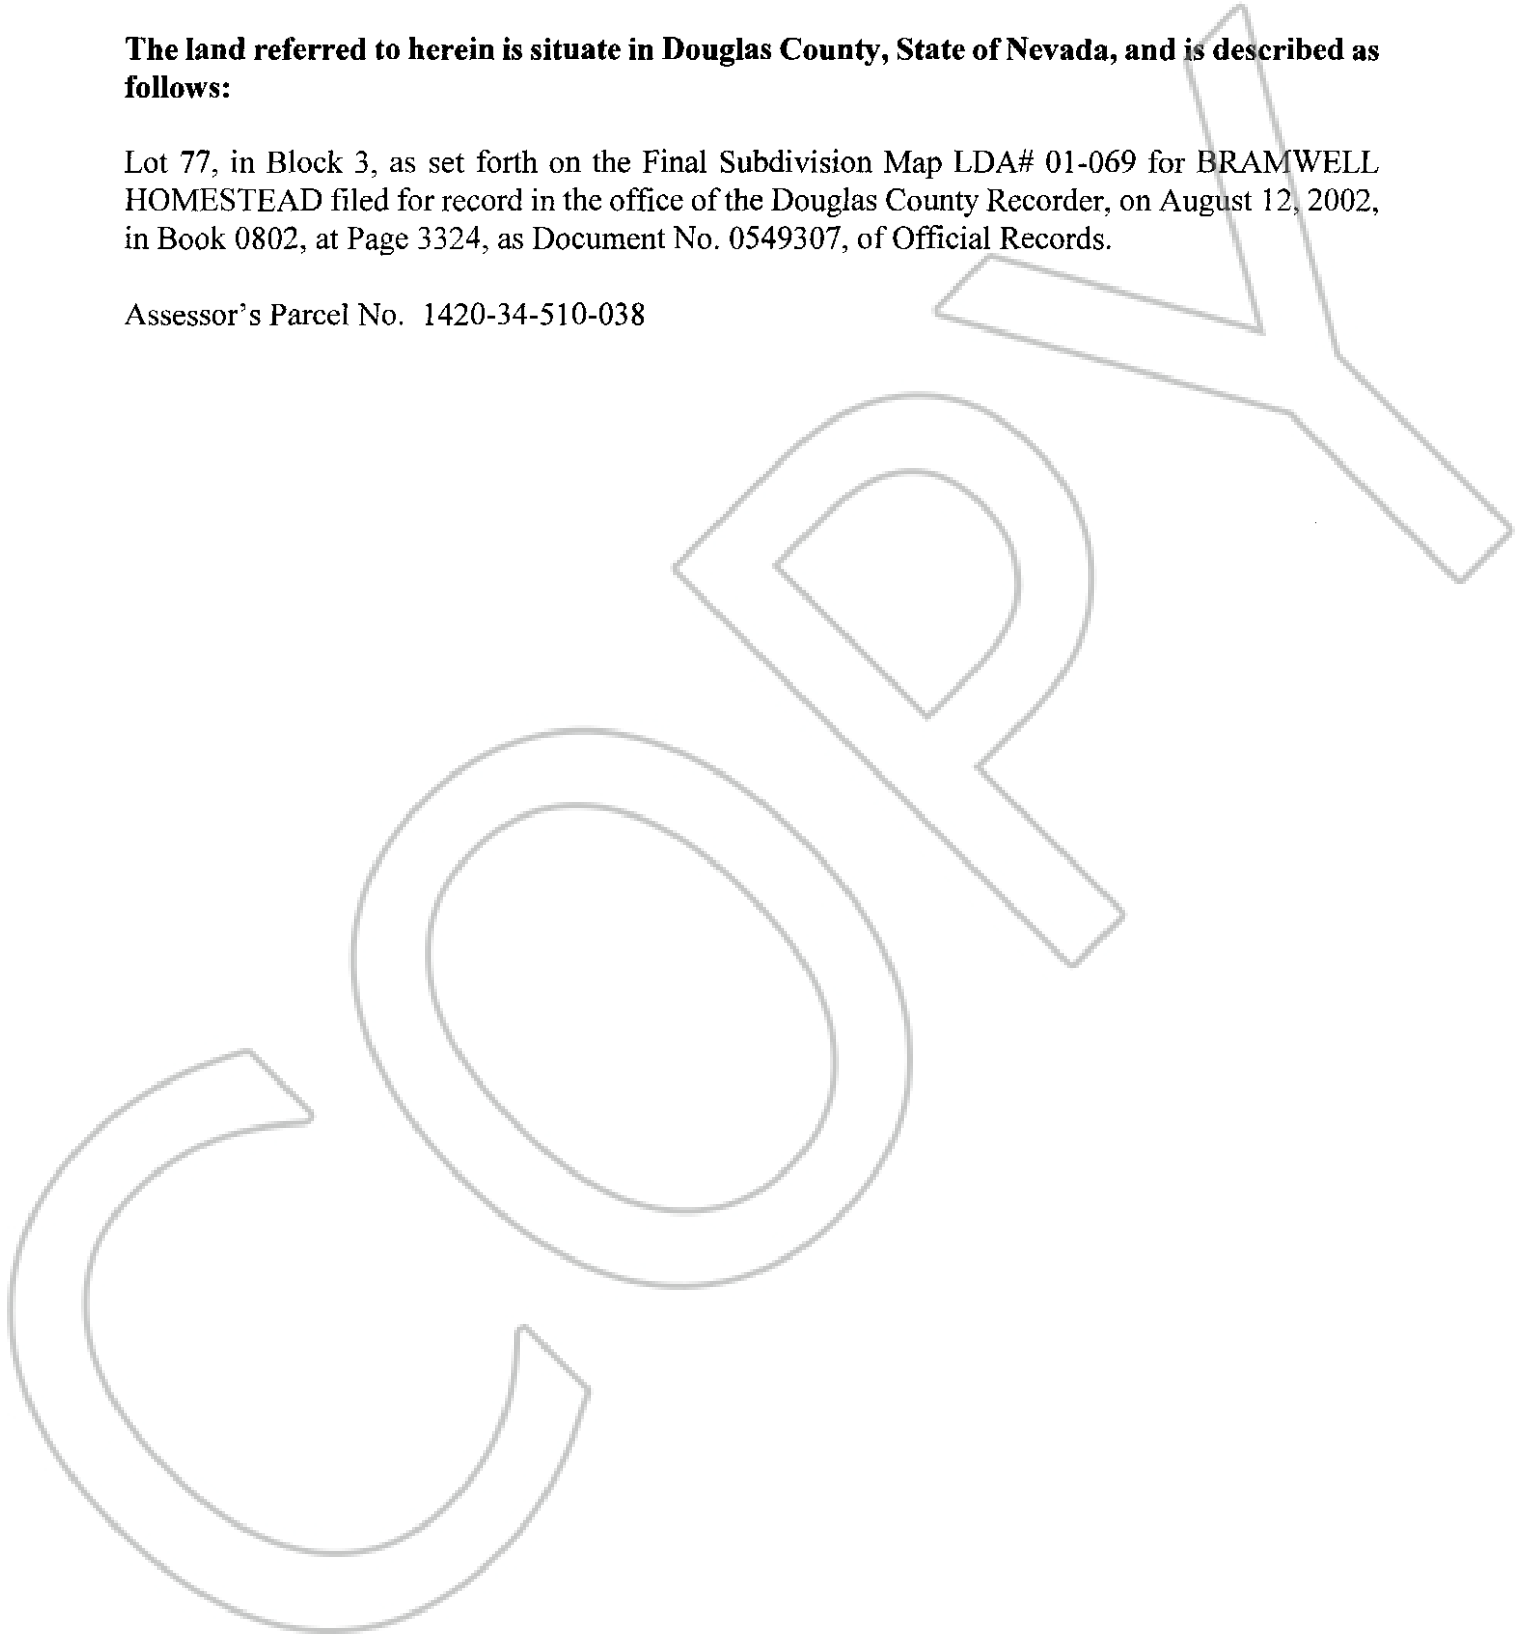 The land referred to herein is situate in Douglas County, State of Nevada, and is described as
follows:
Lot 77, in Block 3, as set forth on the Final Subdivision Map LDA# 01-069 for BRAMWELL
HOMESTEAD filed for record in the office of the Douglas County Recorder, on August 12, 2002,
in Book 0802, at Page 3324, as Document No. 0549307, of Official Records.
Assessor's Parcel No. 1420-34-510-038
COPY